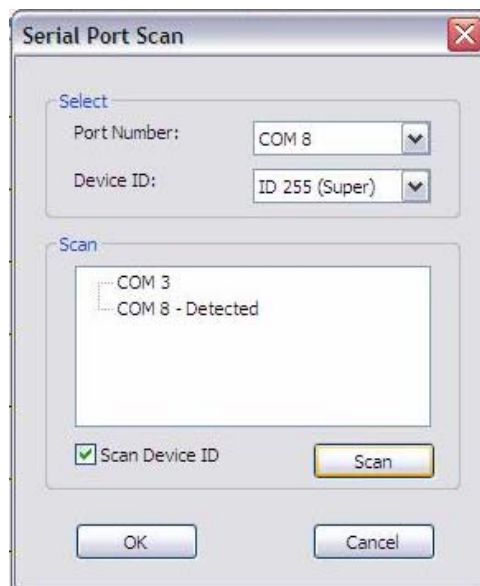 Serial Port Scan
Select
Port Number: COM 8
Device ID: ID 255 (Super)
Scan
COM 3
COM 8 - Detected
Scan Device ID Scan
OK Cancel